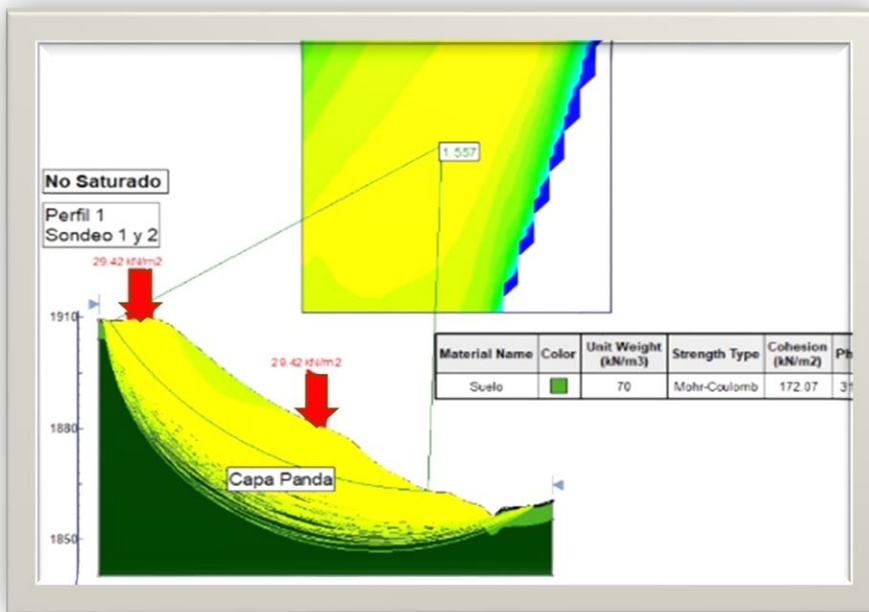 1.557
No Saturado
Perfil 1
Sondeo 1 y 2
29.42 kN/m2
1910
29.42 kN/m2
Material Name Color Unit Weight (kN/m3) Strength Type Cohesion (kN/m2)
Suelo 70 Mohr-Coulomb 172.07
1880
Capa Panda
1850